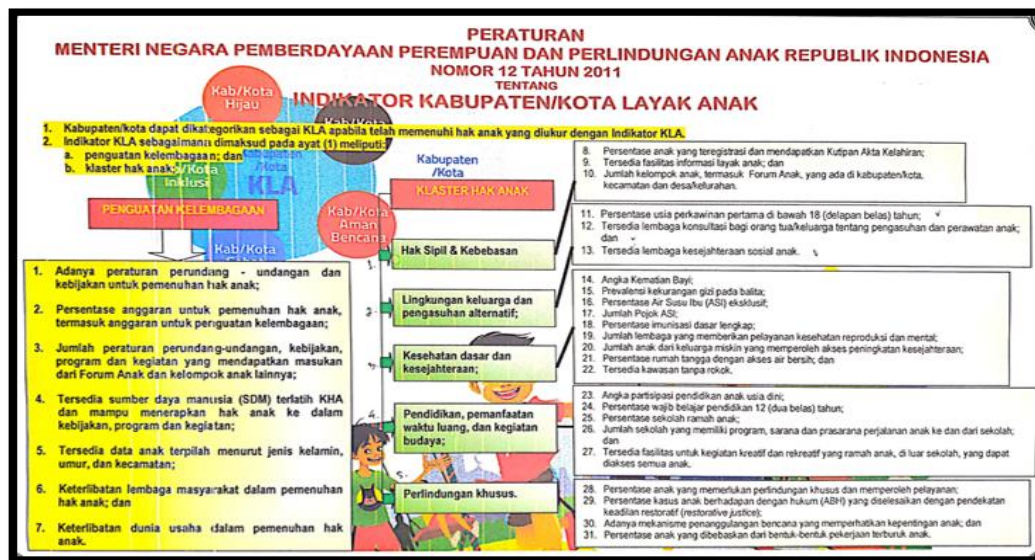 PERATURAN
MENTERI NEGARA PEMBERDAYAAN PEREMPUAN DAN PERLINDUNGAN ANAK REPUBLIK INDONESIA
NOMOR 12 TAHUN 2011
TENTANG
INDIKATOR KABUPATEN/KOTA LAYAK ANAK
Kab/Kota
Hijau
Kab/Kota
1. Kabupaten/kota dapat dikategorikan sebagai KLA apabila telah memenuhi hak anak yang diukur dengan Indikator KLA.
2. Indikator KLA sebagaimana dimaksud pada ayat (1) meliputi:
a. penguatan kelembagaan; dan
b. klaster hak anak;
Kab/Kota
Inklusi
KLA
Kabupaten
/Kota
Kab/Kota
Aman
Bencana
Kab/Kota
PENGUATAN KELEMBAGAAN
1. Adanya peraturan perundang - undangan dan
kebijakan untuk pemenuhan hak anak;
2. Persentase anggaran untuk pemenuhan hak anak,
termasuk anggaran untuk penguatan kelembagaan;
3. Jumlah peraturan perundang-undangan, kebijakan,
program dan kegiatan yang mendapatkan masukan
dari Forum Anak dan kelompok anak lainnya;
4. Tersedia sumber daya manusia (SDM) terlatih KHA
dan mampu menerapkan hak anak ke dalam
kebijakan, program dan kegiatan;
5. Tersedia data anak terpilah menurut jenis kelamin,
umur, dan kecamatan;
6. Keterlibatan lembaga masyarakat dalam pemenuhan
hak anak; dan
7. Keterlibatan dunia usaha dalam pemenuhan hak
anak.
KLASTER HAK ANAK
1. Hak Sipil & Kebebasan
2. Lingkungan keluarga dan
pengasuhan alternatif;
Kesehatan dasar dan
kesejahteraan;
4. Pendidikan, pemanfaatan
waktu luang, dan kegiatan
budaya;
5. Perlindungan khusus.
8. Persentase anak yang teregistrasi dan mendapatkan Kutipan Akta Kelahiran;
9. Tersedia fasilitas informasi layak anak; dan
10. Jumlah kelompok anak, termasuk Forum Anak, yang ada di kabupaten/kota,
kecamatan dan desa/kelurahan.
11. Persentase usia perkawinan pertama di bawah 18 (delapan belas) tahun;
12. Tersedia lembaga konsultasi bagi orang tua/keluarga tentang pengasuhan dan perawatan anak;
dan
13. Tersedia lembaga kesejahteraan sosial anak.
14. Angka Kematian Bayi;
15. Prevalensi kekurangan gizi pada balita;
16. Persentase Air Susu Ibu (ASI) eksklusif;
17. Jumlah Pojok ASI;
18. Persentase imunisasi dasar lengkap;
19. Jumlah lembaga yang memberikan pelayanan kesehatan reproduksi dan mental;
20. Jumlah anak dari keluarga miskin yang memperoleh akses peningkatan kesejahteraan;
21. Persentase rumah tangga dengan akses air bersih; dan
22. Tersedia kawasan tanpa rokok.
23. Angka partisipasi pendidikan anak usia dini;
24. Persentase wajib belajar pendidikan 12 (dua belas) tahun;
25. Persentase sekolah ramah anak;
26. Jumlah sekolah yang memiliki program, sarana dan prasarana perjalanan anak ke dan dari sekolah;
dan
27. Tersedia fasilitas untuk kegiatan kreatif dan rekreatif yang ramah anak, di luar sekolah, yang dapat
diakses semua anak.
28. Persentase anak yang memerlukan perlindungan khusus dan memperoleh pelayanan;
29. Persentase kasus anak berhadapan dengan hukum (ABH) yang diselesaikan dengan pendekatan
keadilan restoratif (restorative justice);
30. Adanya mekanisme penanggulangan bencana yang memperhatikan kepentingan anak; dan
31. Persentase anak yang dibebaskan dari bentuk-bentuk pekerjaan terburuk anak.